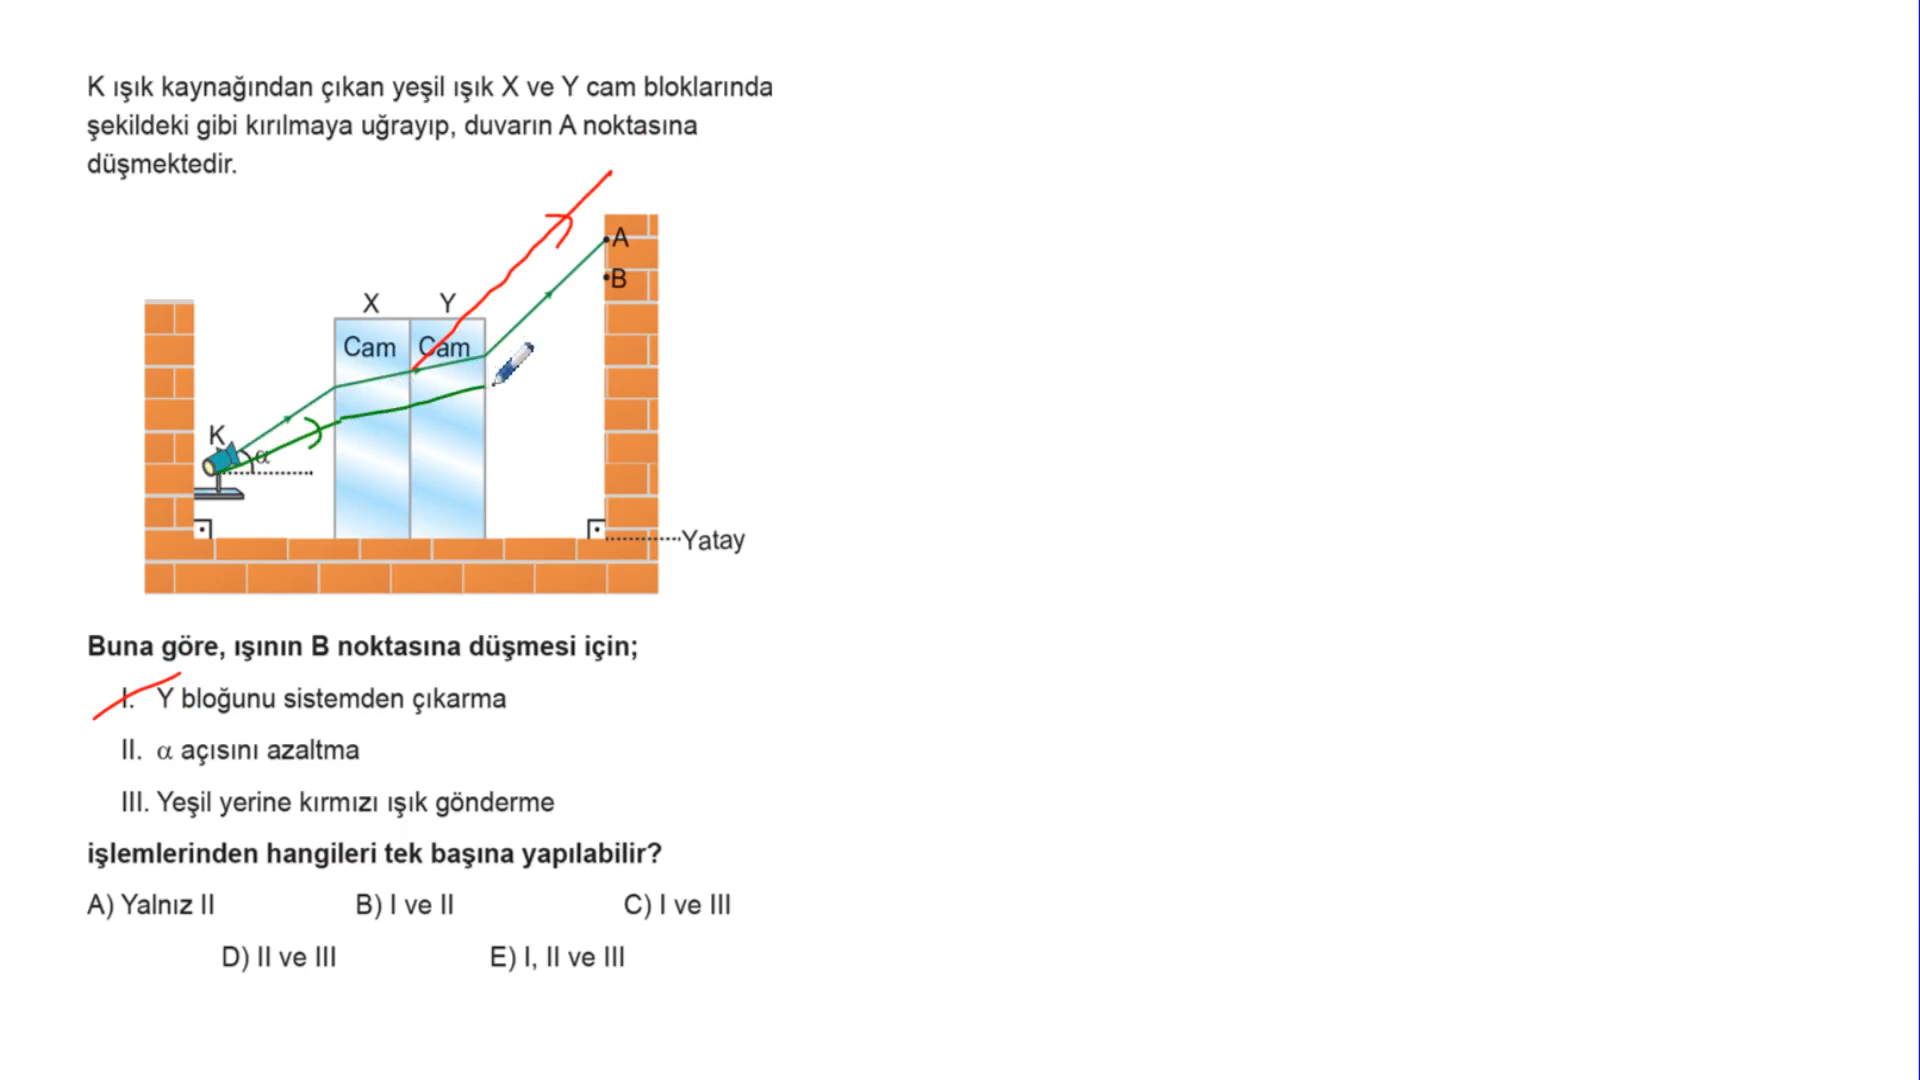 K ışık kaynağından çıkan yeşil ışık X ve Y cam bloklarında
şekildeki gibi kırılmaya uğrayıp, duvarın A noktasına
düşmektedir.
A
B
X
Y
Cam
Cam
K
α
Yatay
Buna göre, ışının B noktasına düşmesi için;
I. Y bloğunu sistemden çıkarma
II. α açısını azaltma
III. Yeşil yerine kırmızı ışık gönderme
işlemlerinden hangileri tek başına yapılabilir?
A) Yalnız II B) I ve II C) I ve III
D) II ve III E) I, II ve III